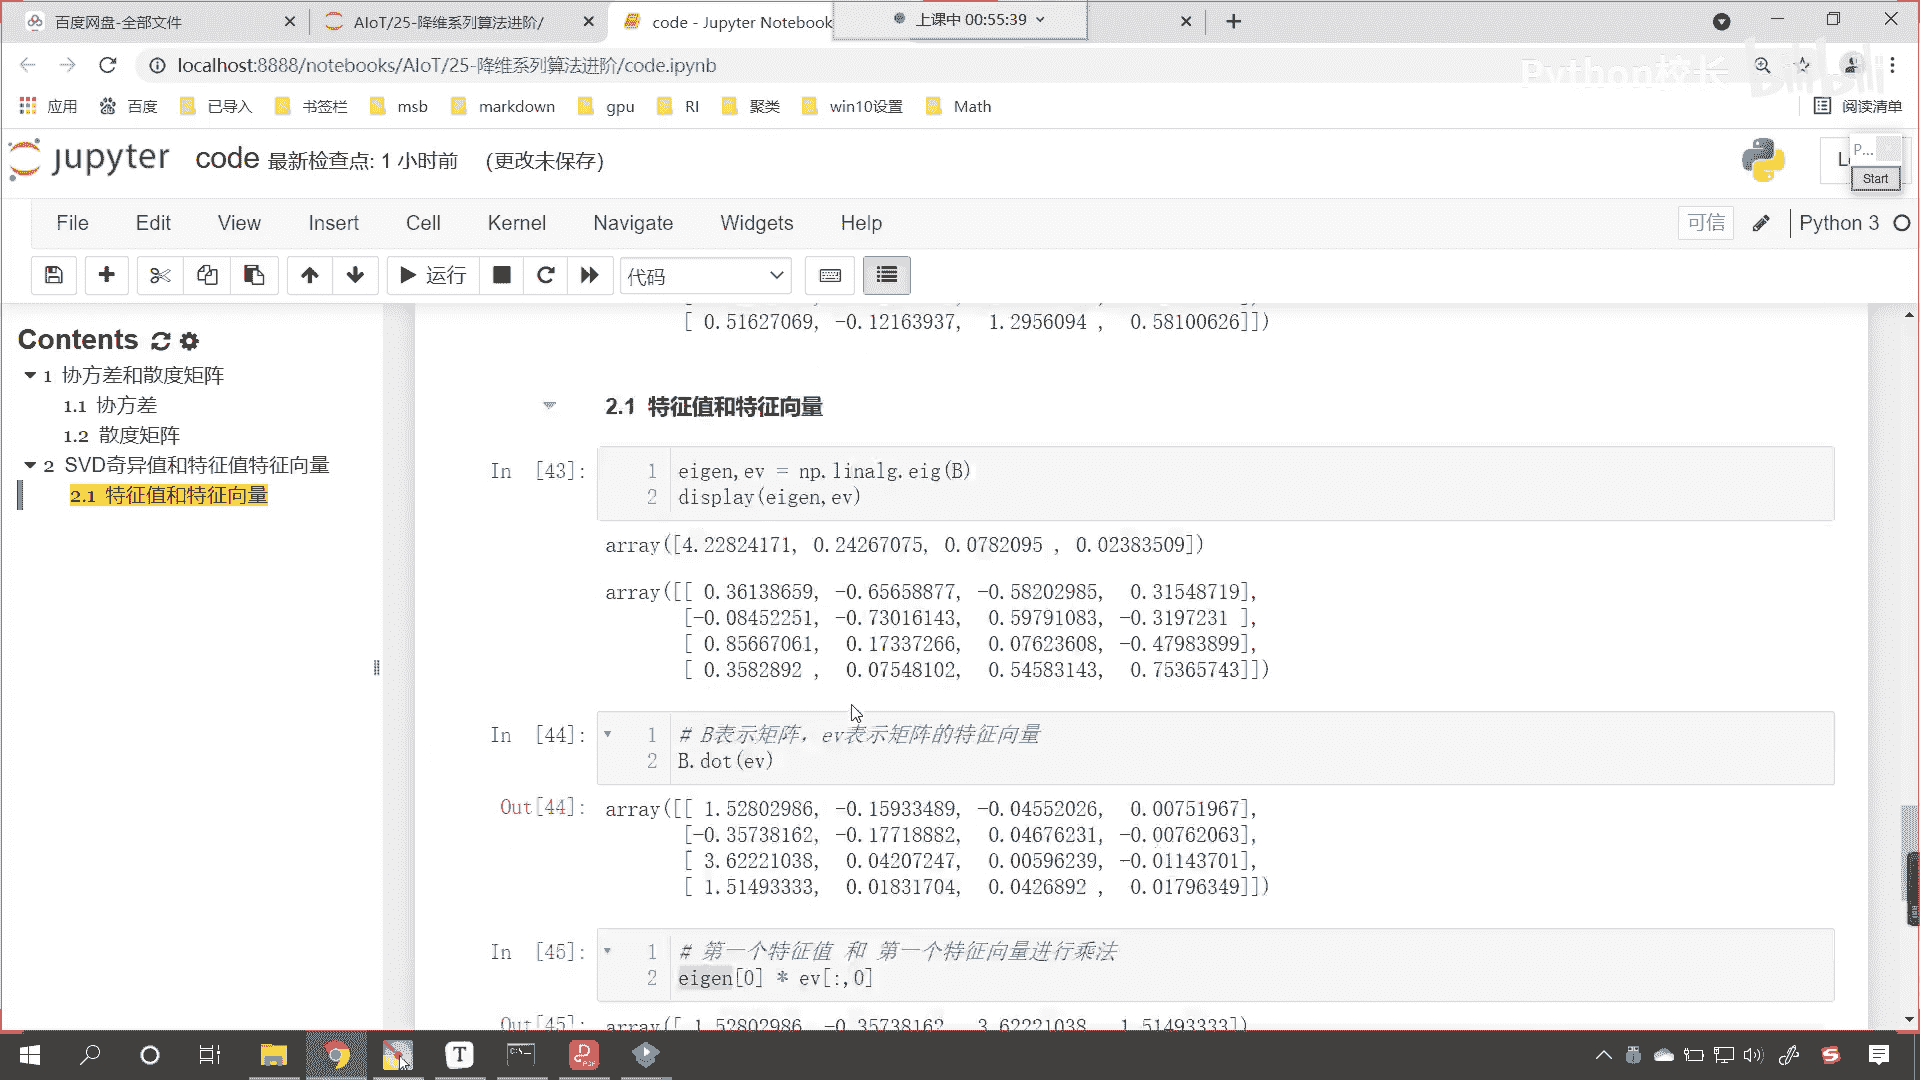 百度网盘-全部文件
AIoT/25-降维系列算法进阶/
code - Jupyter Notebook
上课中 00:55:39
localhost:8888/notebooks/AIoT/25-降维系列算法进阶/code.ipynb
Python校长
bilibili
应用 百度 已导入 书签栏 msb markdown gpu RI 聚类 win10设置 Math 阅读清单
jupyter code 最新检查点: 1 小时前 (更改未保存)
P...
Start
File Edit View Insert Cell Kernel Navigate Widgets Help 可信 Python 3
运行 代码
Contents
1 协方差和散度矩阵
1.1 协方差
1.2 散度矩阵
2 SVD奇异值和特征值特征向量
2.1 特征值和特征向量
[ 0.51627069, -0.12163937, 1.2956094 , 0.58100626]])
2.1 特征值和特征向量
In [43]:
1 eigen,ev = np.linalg.eig(B)
2 display(eigen,ev)
array([4.22824171, 0.24267075, 0.0782095 , 0.02383509])
array([[ 0.36138659, -0.65658877, -0.58202985, 0.31548719],
[-0.08452251, -0.73016143, 0.59791083, -0.3197231 ],
[ 0.85667061, 0.17337266, 0.07623608, -0.47983899],
[ 0.3582892 , 0.07548102, 0.54583143, 0.75365743]])
In [44]:
1 # B表示矩阵，ev表示矩阵的特征向量
2 B.dot(ev)
Out[44]:
array([[ 1.52802986, -0.15933489, -0.04552026, 0.00751967],
[-0.35738162, -0.17718882, 0.04676231, -0.00762063],
[ 3.62221038, 0.04207247, 0.00596239, -0.01143701],
[ 1.51493333, 0.01831704, 0.0426892 , 0.01796349]])
In [45]:
1 # 第一个特征值 和 第一个特征向量进行乘法
2 eigen[0] * ev[:,0]
Out[45]: array([ 1.52802986, -0.35738162, 3.62221038, 1.51493333])